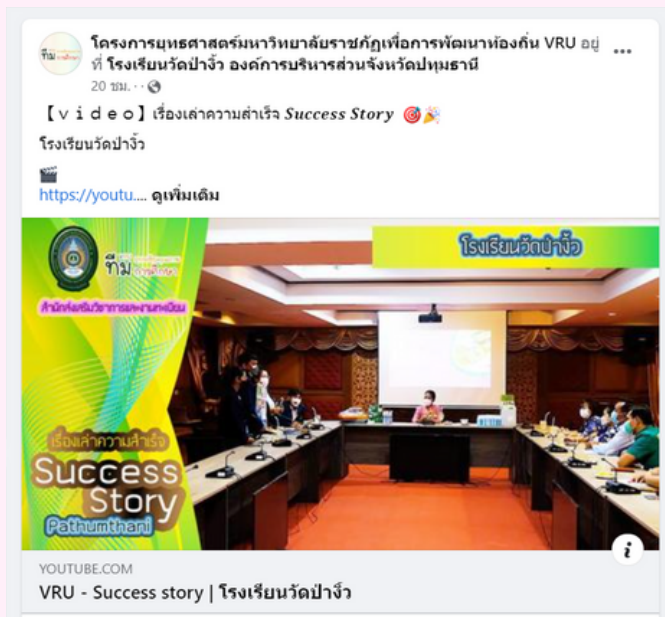 โครงการยุทธศาสตร์มหาวิทยาลัยราชภัฏเพื่อการพัฒนาท้องถิ่น VRU อยู่
ที่ โรงเรียนวัดป่างิ้ว องค์การบริหารส่วนจังหวัดปทุมธานี
20 ชม. ·
【ｖｉｄｅｏ】เรื่องเล่าความสำเร็จ 𝑺𝒖𝒄𝒄𝒆𝒔𝒔 𝑺𝒕𝒐𝒓𝒚 🎯🎉
โรงเรียนวัดป่างิ้ว
🎬
https://youtu.... ดูเพิ่มเติม
โรงเรียนวัดป่างิ้ว
ทีม
สำนักส่งเสริมวิชาการและงานทะเบียน
เรื่องเล่าความสำเร็จ
Success
Story
Pathumthani
YOUTUBE.COM
VRU - Success story | โรงเรียนวัดป่างิ้ว